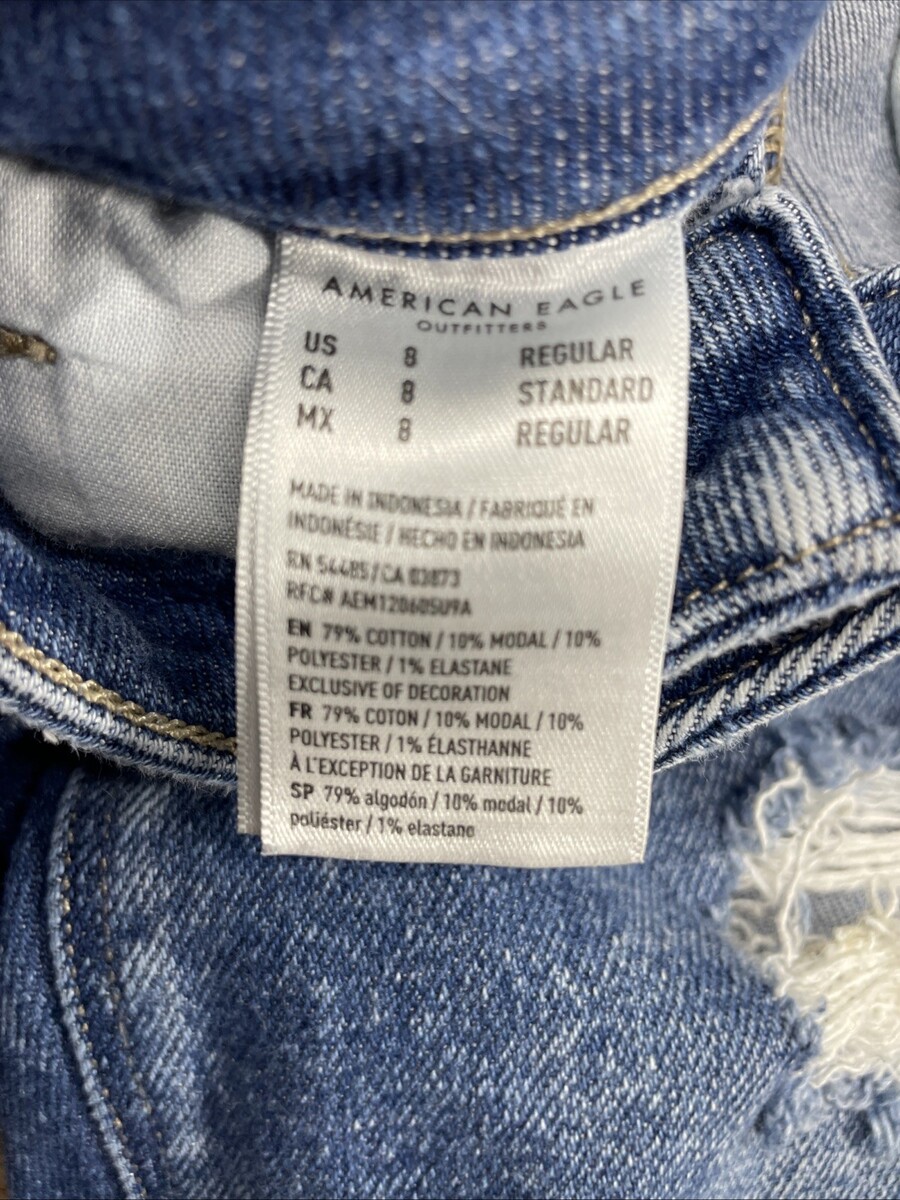 AMERICAN EAGLE
OUTFITTERS
US 8 REGULAR
CA 8 STANDARD
MX 8 REGULAR
MADE IN INDONESIA / FABRIQUÉ EN
INDONÉSIE / HECHO EN INDONESIA
RN 54485 / CA 03873
RFC# AEM120605U9A
EN 79% COTTON / 10% MODAL / 10%
POLYESTER / 1% ELASTANE
EXCLUSIVE OF DECORATION
FR 79% COTON / 10% MODAL / 10%
POLYESTER / 1% ÉLASTHANNE
À L'EXCEPTION DE LA GARNITURE
SP 79% algodón / 10% modal / 10%
poliéster / 1% elastano